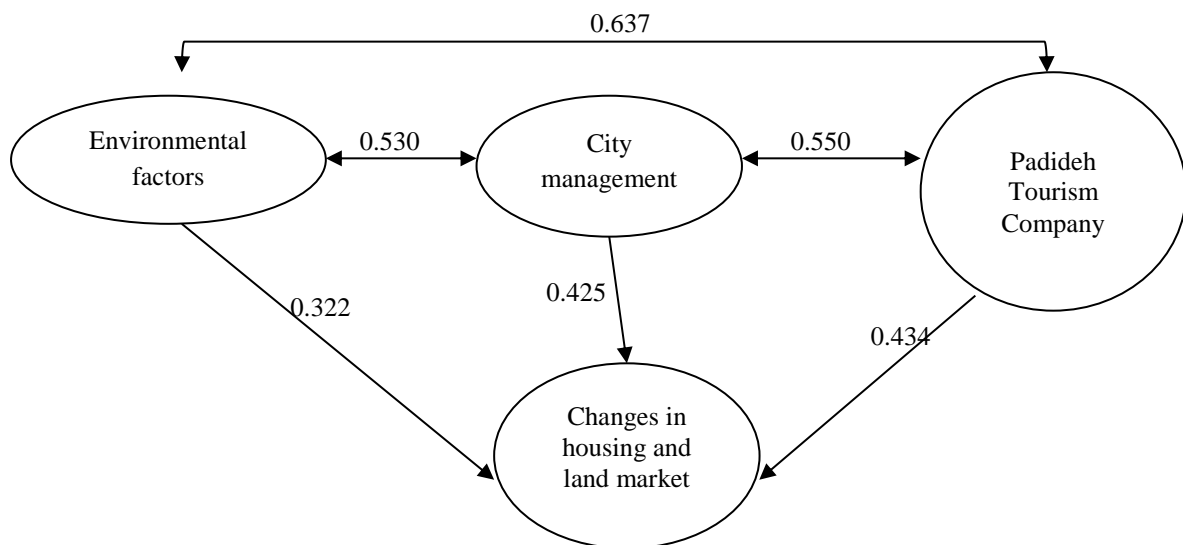 0.637
Environmental
factors
0.530
City
management
0.550
Padideh
Tourism
Company
0.322
0.425
0.434
Changes in
housing and
land market